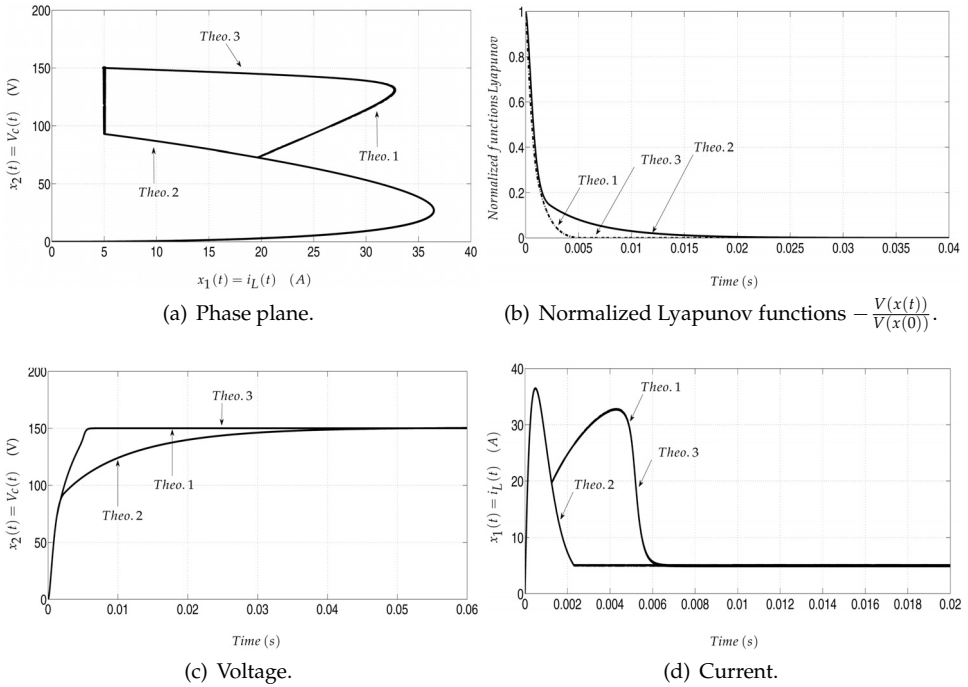 200
150
100
50
0
0 5 10 15 20 25 30 35 40
x₂(t) = Vc(t) (V)
x₁(t) = i_L(t) (A)
Theo. 3
Theo. 1
Theo. 2
(a) Phase plane.
1
0.8
0.6
0.4
0.2
0
0 0.005 0.01 0.015 0.02 0.025 0.03 0.035 0.04
Normalized functions Lyapunov
Time (s)
Theo. 1
Theo. 3
Theo. 2
(b) Normalized Lyapunov functions − V(x(t))/V(x(0)).
200
150
100
50
0
0 0.01 0.02 0.03 0.04 0.05 0.06
x₂(t) = Vc(t) (V)
Time (s)
Theo. 3
Theo. 1
Theo. 2
(c) Voltage.
40
30
20
10
0
0 0.002 0.004 0.006 0.008 0.01 0.012 0.014 0.016 0.018 0.02
x₁(t) = i_L(t) (A)
Time (s)
Theo. 1
Theo. 3
Theo. 2
(d) Current.